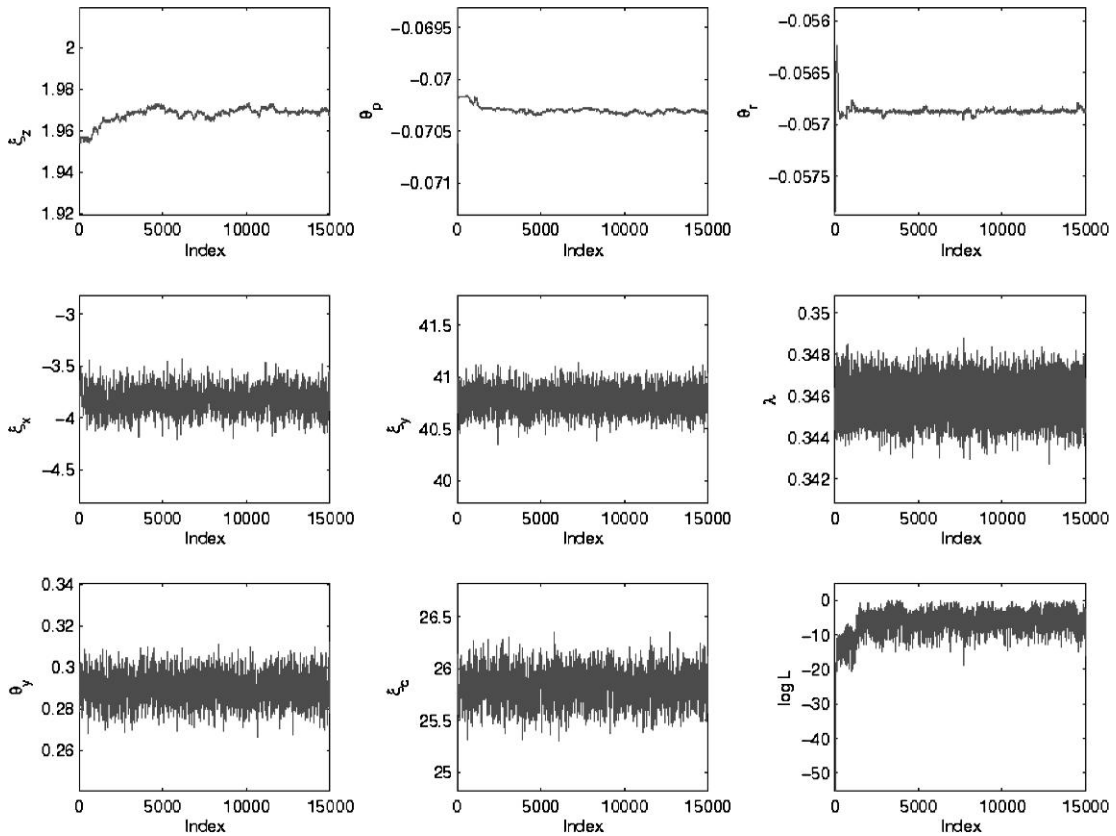 ξz
2
1.98
1.96
1.94
1.92
0 5000 10000 15000
Index
θp
−0.0695
−0.07
−0.0705
−0.071
0 5000 10000 15000
Index
θr
−0.056
−0.0565
−0.057
−0.0575
0 5000 10000 15000
Index
ξx
−3
−3.5
−4
−4.5
0 5000 10000 15000
Index
ξy
41.5
41
40.5
40
0 5000 10000 15000
Index
λ
0.35
0.348
0.346
0.344
0.342
0 5000 10000 15000
Index
θy
0.34
0.32
0.3
0.28
0.26
0 5000 10000 15000
Index
ξc
26.5
26
25.5
25
0 5000 10000 15000
Index
log L
0
−10
−20
−30
−40
−50
0 5000 10000 15000
Index